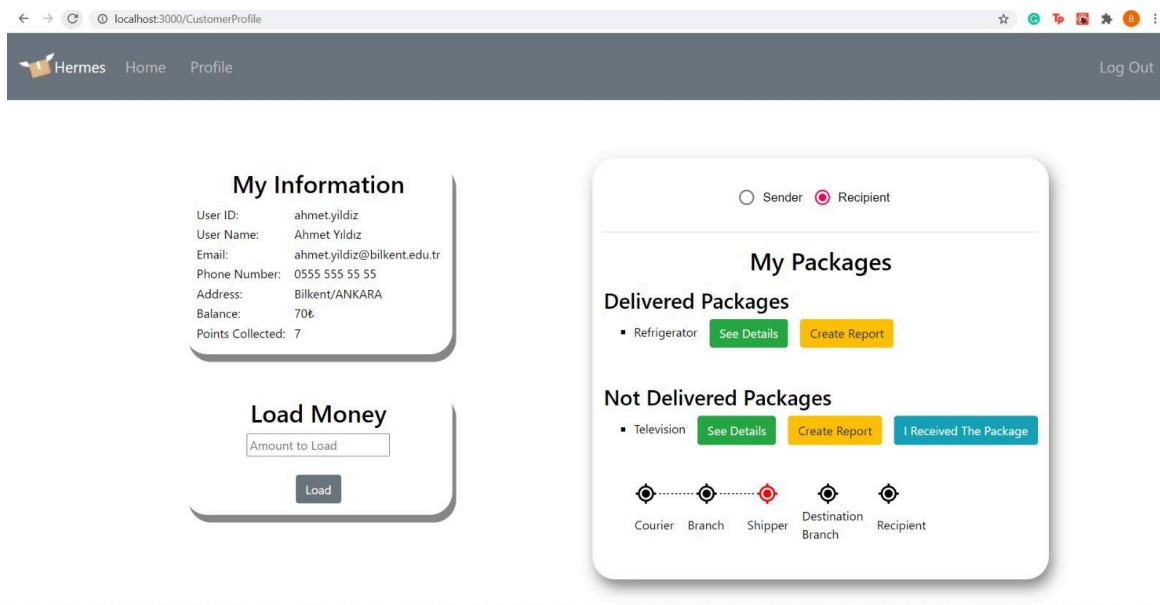 localhost:3000/CustomerProfile
Tp
B
Hermes Home Profile Log Out
My Information
User ID: ahmet.yildiz
User Name: Ahmet Yıldız
Email: ahmet.yildiz@bilkent.edu.tr
Phone Number: 0555 555 55 55
Address: Bilkent/ANKARA
Balance: 70₺
Points Collected: 7
Load Money
Amount to Load
Load
Sender Recipient
My Packages
Delivered Packages
Refrigerator See Details Create Report
Not Delivered Packages
Television See Details Create Report I Received The Package
Courier Branch Shipper Destination Branch Recipient